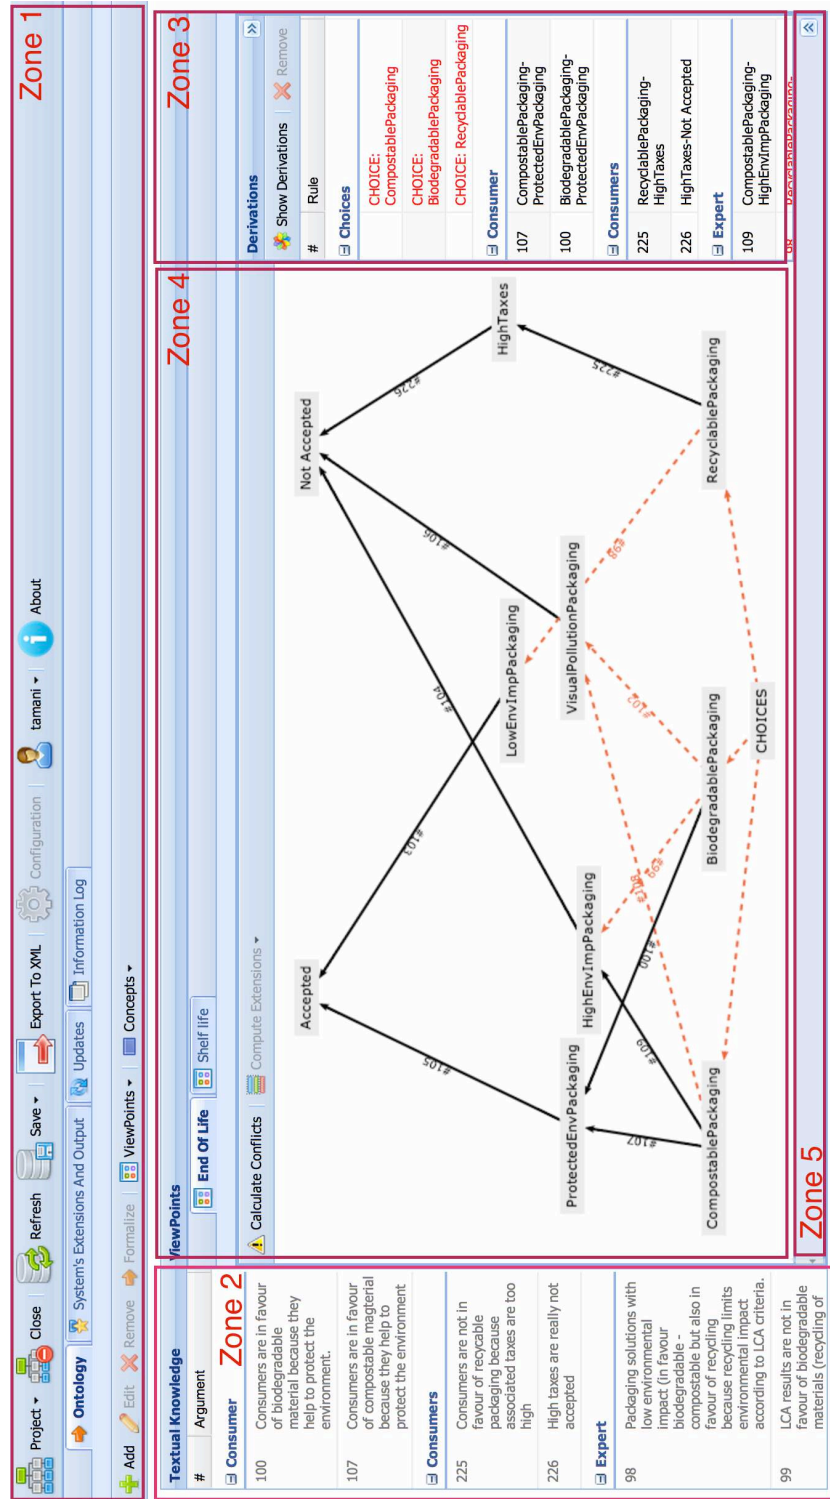 Zone 1
Project
Close
Refresh
Save
Export To XML
Configuration
tamani
About
Ontology
System's Extensions And Output
Updates
Information Log
Add
Edit
Remove
Formalize
ViewPoints
Concepts
Textual Knowledge
# Argument
Zone 2
Consumer
100 Consumers are in favour
of biodegradable
material because they
help to protect the
environment.
107 Consumers are in favour
of compostable magterial
because they help to
protect the environment
Consumers
225 Consumers are not in
favour of recycable
packaging because
associated taxes are too
high
226 High taxes are really not
accepted
Expert
98 Packaging solutions with
low environmental
impact (in favour
biodegradable -
compostable but also in
favour of recycling
because recycling limits
environmental impact
according to LCA criteria.
99 LCA results are not in
favour of biodegradable
materials (recycling of
ViewPoints
Zone 4
End Of Life
Shelf life
Calculate Conflicts
Compute Extensions
Accepted
Not Accepted
#105
#103
#104
#106
#226
LowEnvImpPackaging
HighTaxes
ProtectedEnvPackaging
HighEnvImpPackaging
VisualPollutionPackaging
#107
#109
#100
#108
#99
#102
#98
#225
CompostablePackaging
BiodegradablePackaging
RecyclablePackaging
CHOICES
Zone 3
Derivations
Show Derivations
Remove
# Rule
Choices
CHOICE:
CompostablePackaging
CHOICE:
BiodegradablePackaging
CHOICE: RecyclablePackaging
Consumer
107 CompostablePackaging-
ProtectedEnvPackaging
100 BiodegradablePackaging-
ProtectedEnvPackaging
Consumers
225 RecyclablePackaging-
HighTaxes
226 HighTaxes-Not Accepted
Expert
109 CompostablePackaging-
HighEnvImpPackaging
98 RecyclablePackaging-
Zone 5